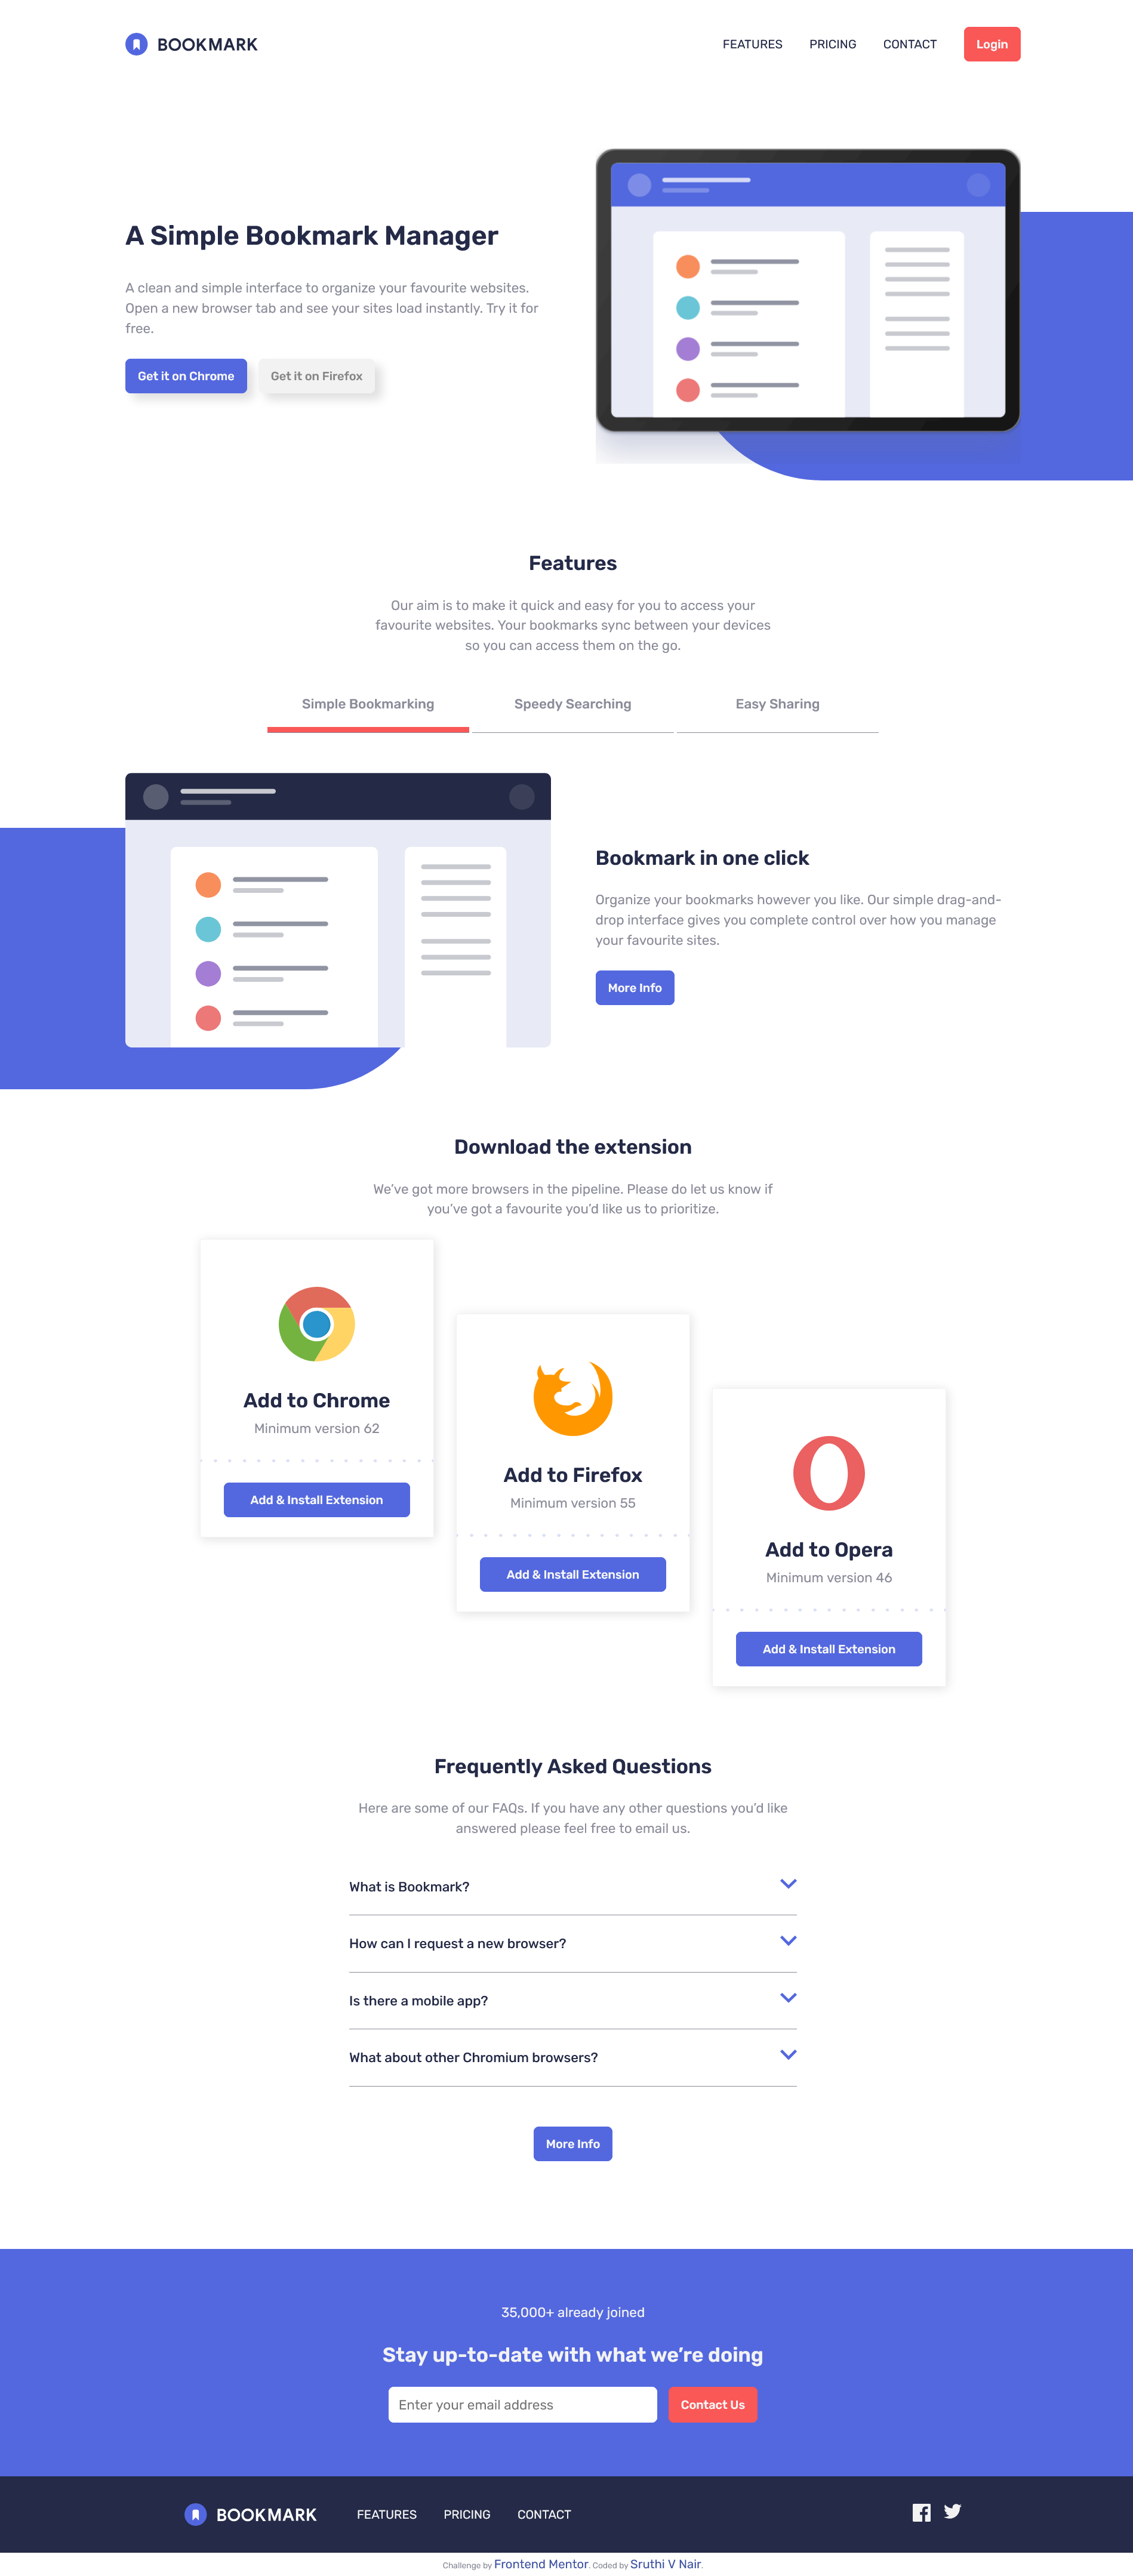 BOOKMARK
FEATURES PRICING CONTACT Login
A Simple Bookmark Manager
A clean and simple interface to organize your favourite websites.
Open a new browser tab and see your sites load instantly. Try it for
free.
Get it on Chrome Get it on Firefox
Features
Our aim is to make it quick and easy for you to access your
favourite websites. Your bookmarks sync between your devices
so you can access them on the go.
Simple Bookmarking Speedy Searching Easy Sharing
Bookmark in one click
Organize your bookmarks however you like. Our simple drag-and-
drop interface gives you complete control over how you manage
your favourite sites.
More Info
Download the extension
We’ve got more browsers in the pipeline. Please do let us know if
you’ve got a favourite you’d like us to prioritize.
Add to Chrome
Minimum version 62
Add & Install Extension
Add to Firefox
Minimum version 55
Add & Install Extension
Add to Opera
Minimum version 46
Add & Install Extension
Frequently Asked Questions
Here are some of our FAQs. If you have any other questions you’d like
answered please feel free to email us.
What is Bookmark?
How can I request a new browser?
Is there a mobile app?
What about other Chromium browsers?
More Info
35,000+ already joined
Stay up-to-date with what we’re doing
Enter your email address Contact Us
BOOKMARK FEATURES PRICING CONTACT
Challenge by Frontend Mentor. Coded by Sruthi V Nair.